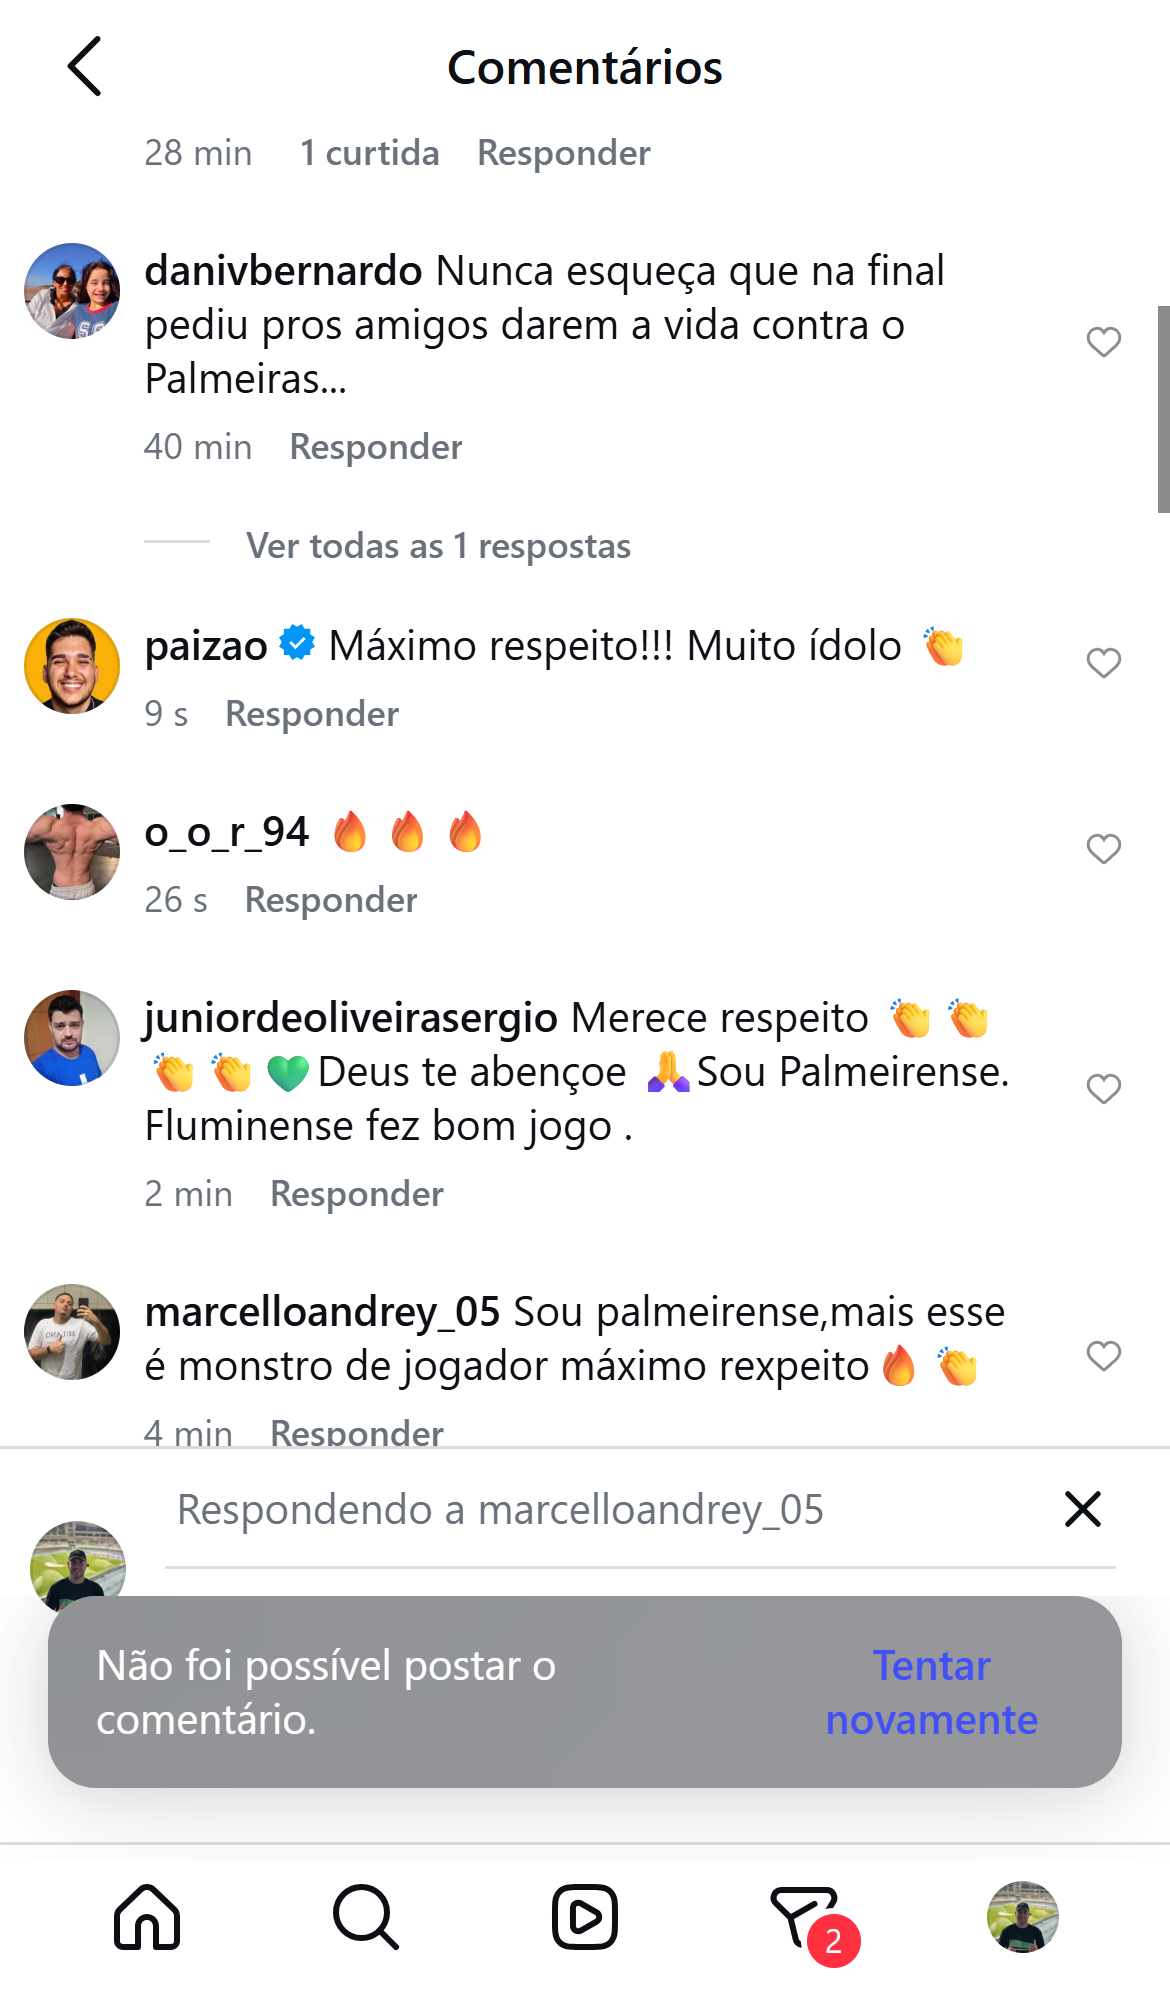 Comentários
28 min 1 curtida Responder
danivbernardo Nunca esqueça que na final
pediu pros amigos darem a vida contra o
Palmeiras...
40 min Responder
Ver todas as 1 respostas
paizao Máximo respeito!!! Muito ídolo 👏
9 s Responder
o_o_r_94 🔥🔥🔥
26 s Responder
juniordeoliveirasergio Merece respeito 👏👏
👏👏💚Deus te abençoe 🙏Sou Palmeirense.
Fluminense fez bom jogo .
2 min Responder
marcelloandrey_05 Sou palmeirense,mais esse
é monstro de jogador máximo rexpeito🔥👏
4 min Responder
Respondendo a marcelloandrey_05
Não foi possível postar o
comentário.
Tentar
novamente
2